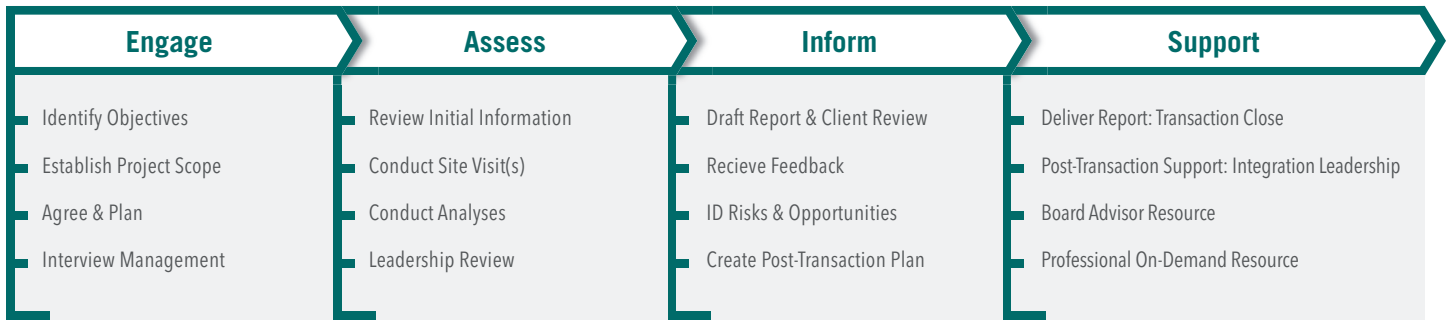 Engage
Identify Objectives
Establish Project Scope
Agree & Plan
Interview Management
Assess
Review Initial Information
Conduct Site Visit(s)
Conduct Analyses
Leadership Review
Inform
Draft Report & Client Review
Recieve Feedback
ID Risks & Opportunities
Create Post-Transaction Plan
Support
Deliver Report: Transaction Close
Post-Transaction Support: Integration Leadership
Board Advisor Resource
Professional On-Demand Resource